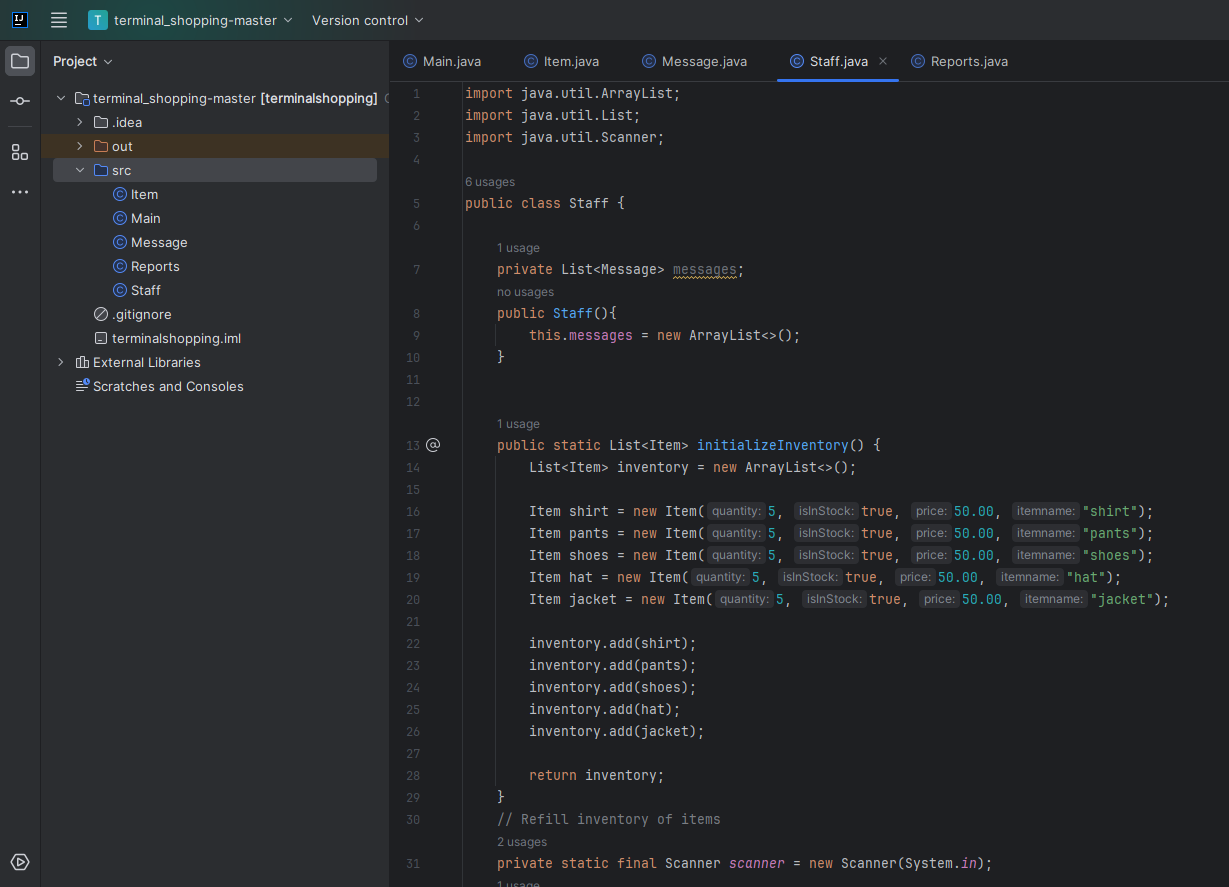 terminal_shopping-master Version control
Project
terminal_shopping-master [terminalshopping]
.idea
out
src
Item
Main
Message
Reports
Staff
.gitignore
terminalshopping.iml
External Libraries
Scratches and Consoles
Main.java Item.java Message.java Staff.java Reports.java
1 import java.util.ArrayList;
2 import java.util.List;
3 import java.util.Scanner;
4
6 usages
5 public class Staff {
6
1 usage
7 private List<Message> messages;
no usages
8 public Staff(){
9 this.messages = new ArrayList<>();
10 }
11
12
1 usage
13 @ public static List<Item> initializeInventory() {
14 List<Item> inventory = new ArrayList<>();
15
16 Item shirt = new Item( quantity: 5, isInStock: true, price: 50.00, itemname: "shirt");
17 Item pants = new Item( quantity: 5, isInStock: true, price: 50.00, itemname: "pants");
18 Item shoes = new Item( quantity: 5, isInStock: true, price: 50.00, itemname: "shoes");
19 Item hat = new Item( quantity: 5, isInStock: true, price: 50.00, itemname: "hat");
20 Item jacket = new Item( quantity: 5, isInStock: true, price: 50.00, itemname: "jacket");
21
22 inventory.add(shirt);
23 inventory.add(pants);
24 inventory.add(shoes);
25 inventory.add(hat);
26 inventory.add(jacket);
27
28 return inventory;
29 }
30 // Refill inventory of items
2 usages
31 private static final Scanner scanner = new Scanner(System.in);
1 usage